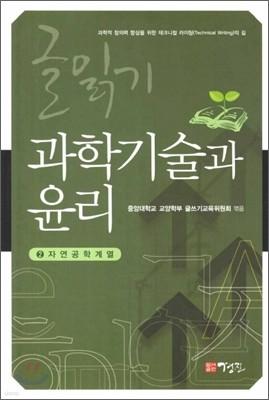 과학적 창의력 향상을 위한 테크니컬 라이팅(Technical Writing)의 길
글읽기
과학기술과
윤리
중앙대학교 교양학부 글쓰기교육위원회 엮음
2 자연공학계열